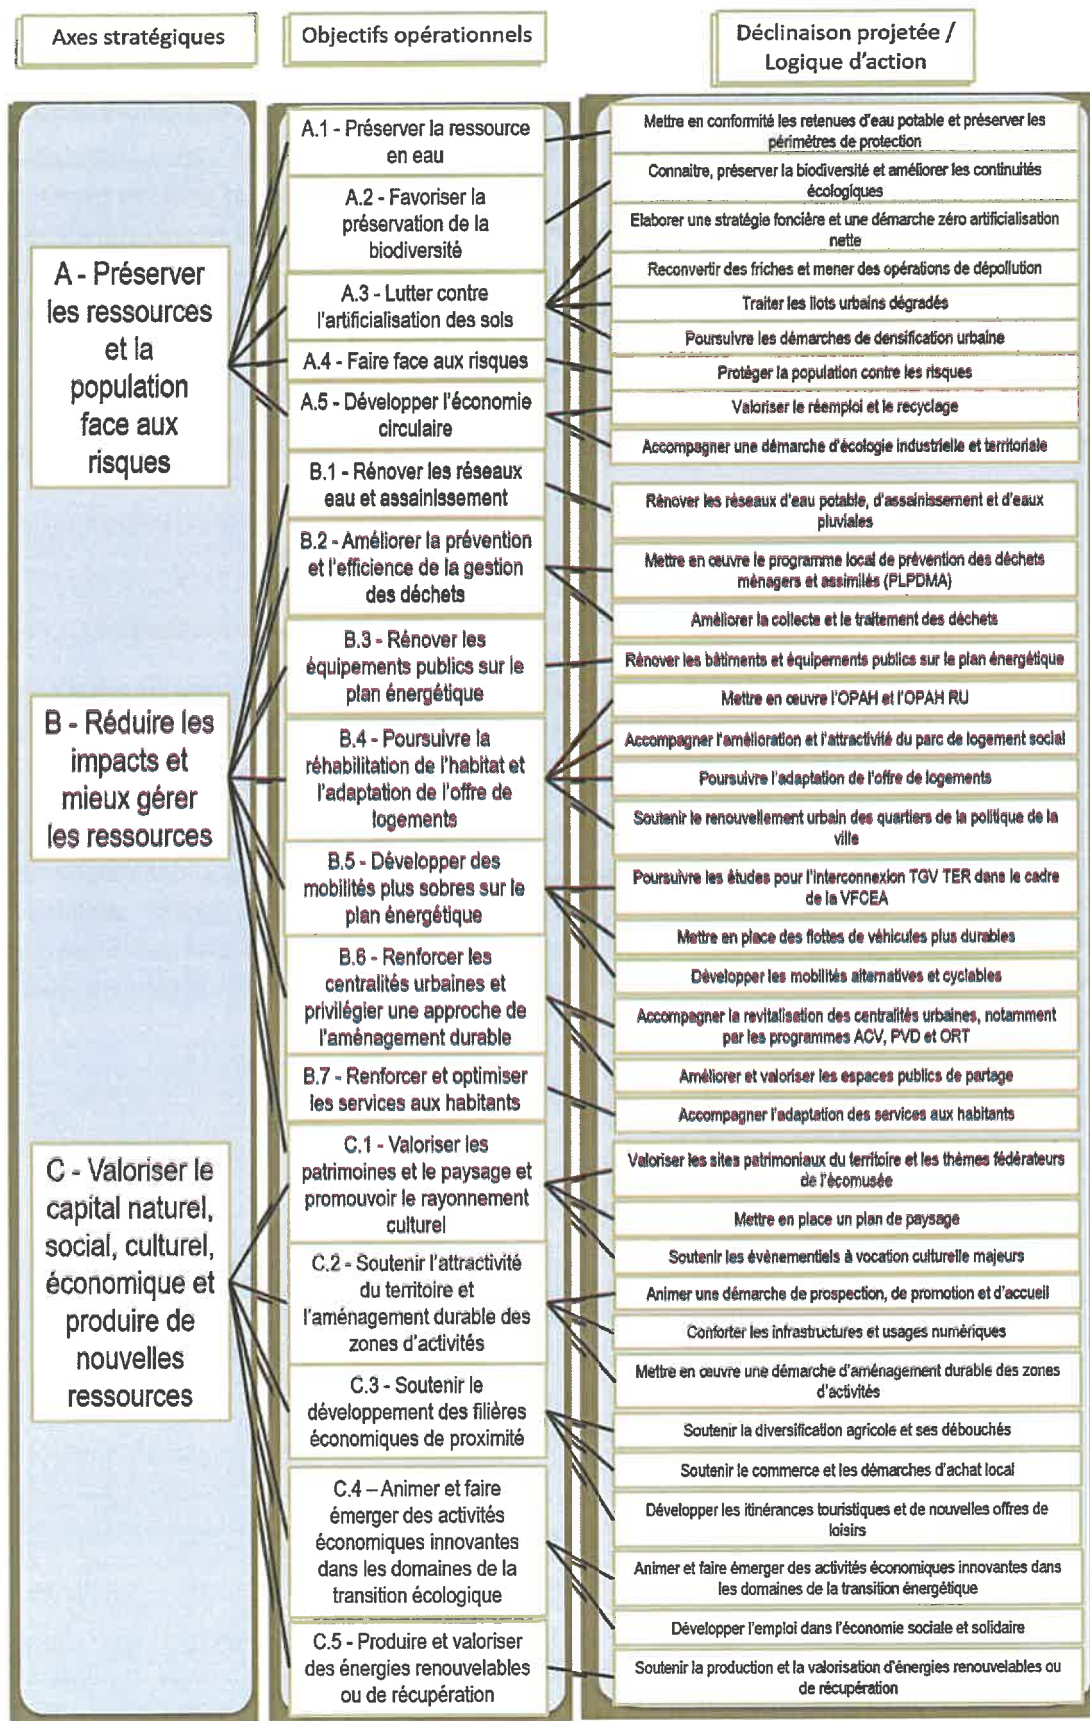 Axes stratégiques
Objectifs opérationnels
Déclinaison projetée /
Logique d'action
A - Préserver
les ressources
et la
population
face aux
risques
B - Réduire les
impacts et
mieux gérer
les ressources
C - Valoriser le
capital naturel,
social, culturel,
économique et
produire de
nouvelles
ressources
A.1 - Préserver la ressource
en eau
A.2 - Favoriser la
préservation de la
biodiversité
A.3 - Lutter contre
l'artificialisation des sols
A.4 - Faire face aux risques
A.5 - Développer l'économie
circulaire
B.1 - Rénover les réseaux
eau et assainissement
B.2 - Améliorer la prévention
et l'efficience de la gestion
des déchets
B.3 - Rénover les
équipements publics sur le
plan énergétique
B.4 - Poursuivre la
réhabilitation de l'habitat et
l'adaptation de l'offre de
logements
B.5 - Développer des
mobilités plus sobres sur le
plan énergétique
B.6 - Renforcer les
centralités urbaines et
privilégier une approche de
l'aménagement durable
B.7 - Renforcer et optimiser
les services aux habitants
C.1 - Valoriser les
patrimoines et le paysage et
promouvoir le rayonnement
culturel
C.2 - Soutenir l'attractivité
du territoire et
l'aménagement durable des
zones d'activités
C.3 - Soutenir le
développement des filières
économiques de proximité
C.4 – Animer et faire
émerger des activités
économiques innovantes
dans les domaines de la
transition écologique
C.5 - Produire et valoriser
des énergies renouvelables
ou de récupération
Mettre en conformité les retenues d'eau potable et préserver les
périmètres de protection
Connaitre, préserver la biodiversité et améliorer les continuités
écologiques
Elaborer une stratégie foncière et une démarche zéro artificialisation
nette
Reconvertir des friches et mener des opérations de dépollution
Traiter les ilots urbains dégradés
Poursuivre les démarches de densification urbaine
Protéger la population contre les risques
Valoriser le réemploi et le recyclage
Accompagner une démarche d'écologie industrielle et territoriale
Rénover les réseaux d'eau potable, d'assainissement et d'eaux
pluviales
Mettre en œuvre le programme local de prévention des déchets
ménagers et assimilés (PLPDMA)
Améliorer la collecte et le traitement des déchets
Rénover les bâtiments et équipements publics sur le plan énergétique
Mettre en œuvre l'OPAH et l'OPAH RU
Accompagner l'amélioration et l'attractivité du parc de logement social
Poursuivre l'adaptation de l'offre de logements
Soutenir le renouvellement urbain des quartiers de la politique de la
ville
Poursuivre les études pour l'interconnexion TGV TER dans le cadre
de la VFCEA
Mettre en place des flottes de véhicules plus durables
Développer les mobilités alternatives et cyclables
Accompagner la revitalisation des centralités urbaines, notamment
par les programmes ACV, PVD et ORT
Améliorer et valoriser les espaces publics de partage
Accompagner l'adaptation des services aux habitants
Valoriser les sites patrimoniaux du territoire et les thèmes fédérateurs
de l'écomusée
Mettre en place un plan de paysage
Soutenir les évènementiels à vocation culturelle majeurs
Animer une démarche de prospection, de promotion et d'accueil
Conforter les infrastructures et usages numériques
Mettre en œuvre une démarche d'aménagement durable des zones
d'activités
Soutenir la diversification agricole et ses débouchés
Soutenir le commerce et les démarches d'achat local
Développer les itinérances touristiques et de nouvelles offres de
loisirs
Animer et faire émerger des activités économiques innovantes dans
les domaines de la transition énergétique
Développer l'emploi dans l'économie sociale et solidaire
Soutenir la production et la valorisation d'énergies renouvelables ou
de récupération